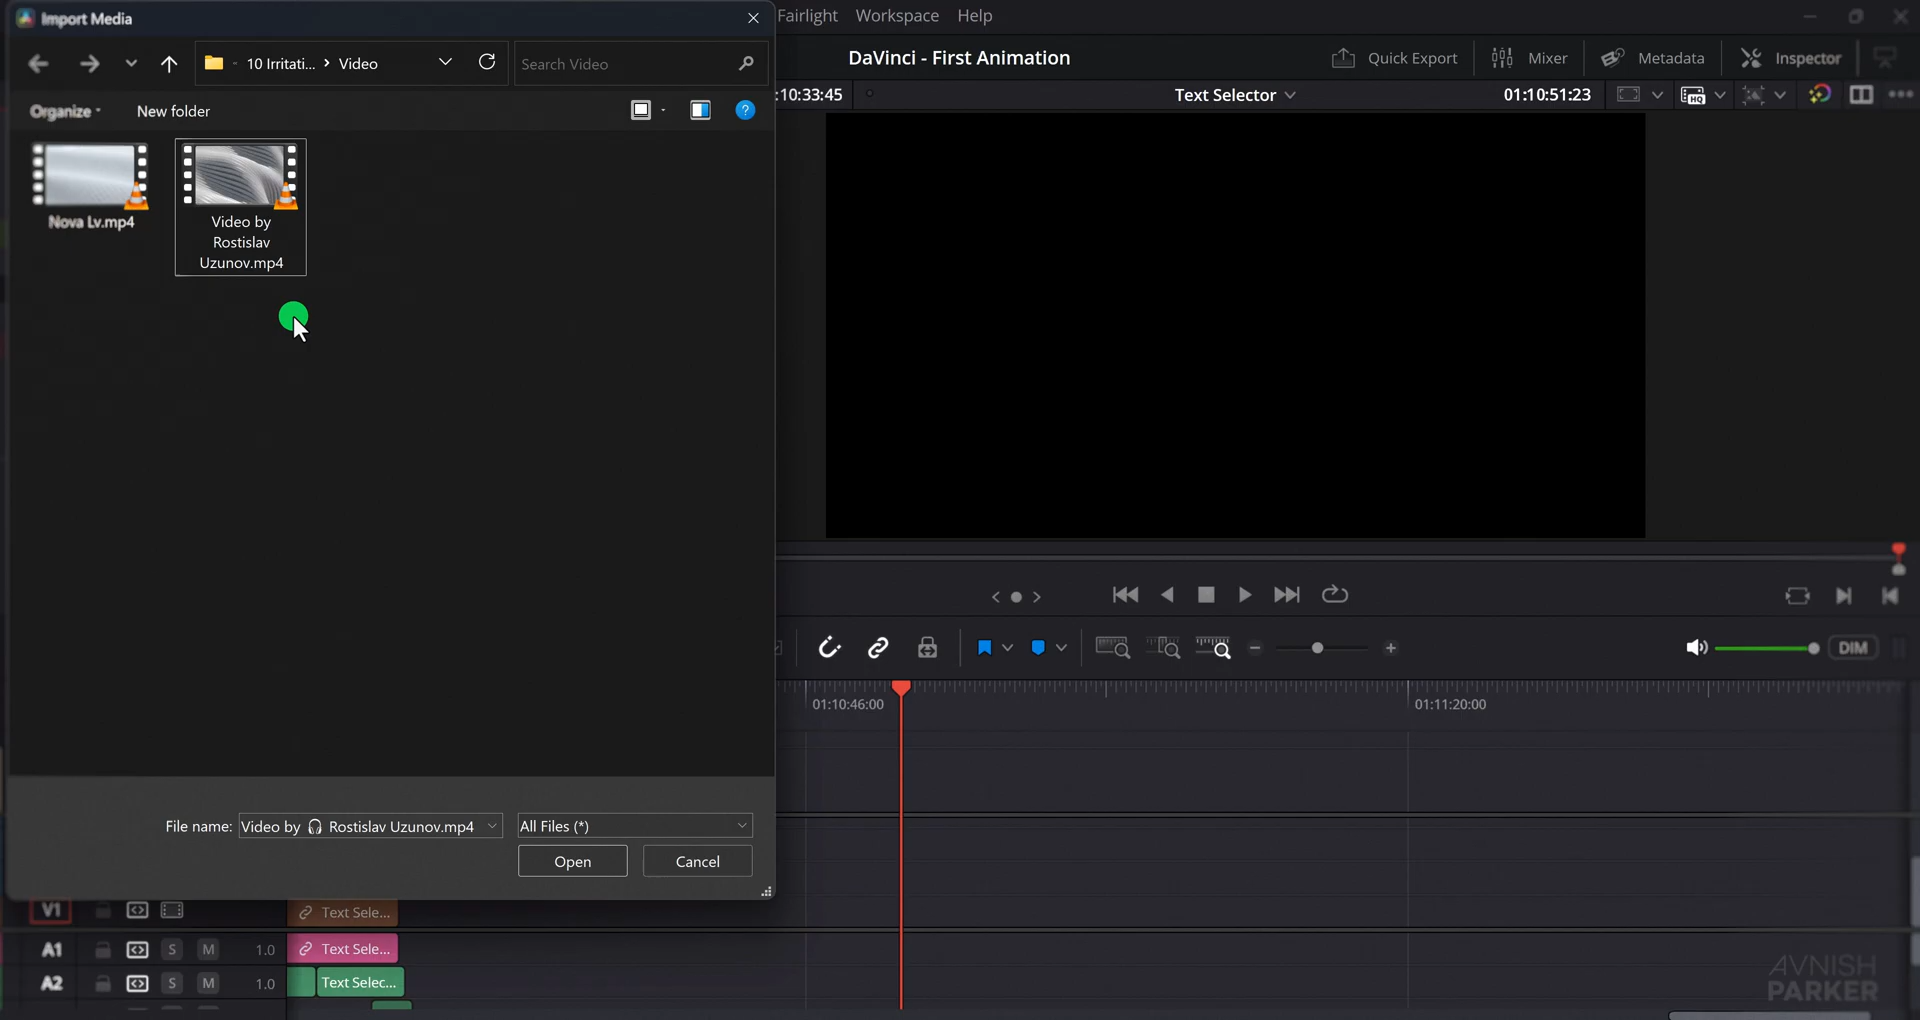 Import Media
Fairlight Workspace Help
10 Irritati... › Video
Search Video
DaVinci - First Animation
Quick Export
Mixer
Metadata
Inspector
Organize
New folder
:10:33:45
Text Selector
01:10:51:23
HQ
Nova Lv.mp4
Video by
Rostislav
Uzunov.mp4
DIM
01:10:46:00
01:11:20:00
File name: Video by 🎧 Rostislav Uzunov.mp4
All Files (*)
Open
Cancel
V1
Text Sele...
A1 S M 1.0
Text Sele...
A2 S M 1.0
Text Selec...
AVNISH
PARKER